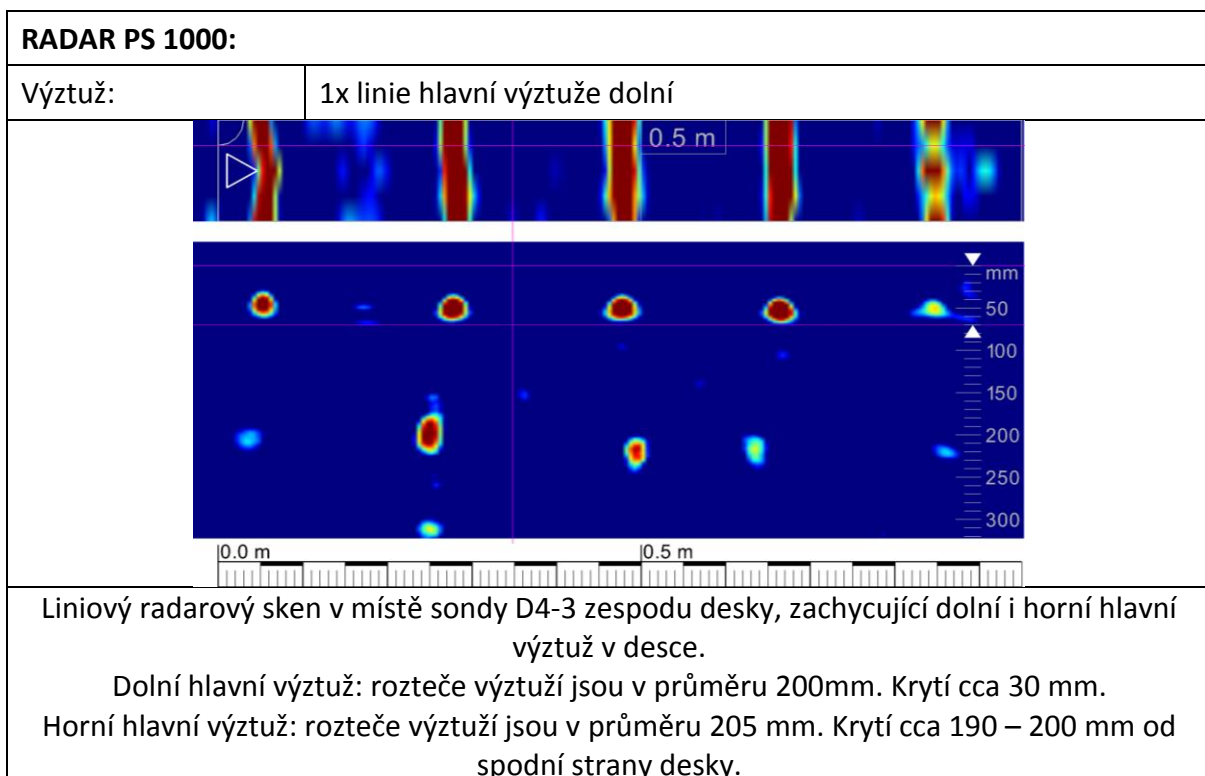 RADAR PS 1000:
Výztuž: 1x linie hlavní výztuže dolní
0.5 m
mm
50
100
150
200
250
300
0.0 m 0.5 m
Liniový radarový sken v místě sondy D4-3 zespodu desky, zachycující dolní i horní hlavní
výztuž v desce.
Dolní hlavní výztuž: rozteče výztuží jsou v průměru 200mm. Krytí cca 30 mm.
Horní hlavní výztuž: rozteče výztuží jsou v průměru 205 mm. Krytí cca 190 – 200 mm od
spodní strany desky.